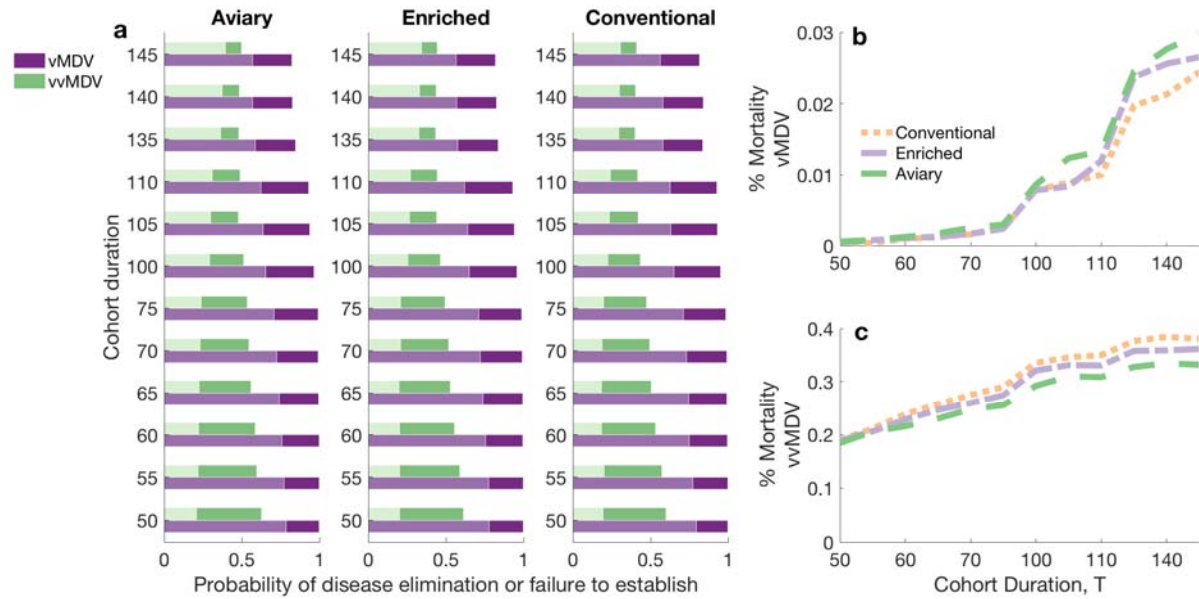 a
Aviary
Enriched
Conventional
vMDV
vvMDV
Cohort duration
145
140
135
110
105
100
75
70
65
60
55
50
145
140
135
110
105
100
75
70
65
60
55
50
145
140
135
110
105
100
75
70
65
60
55
50
0 0.5 1
0 0.5 1
0 0.5 1
Probability of disease elimination or failure to establish
b
% Mortality
vMDV
0.03
0.02
0.01
0
Conventional
Enriched
Aviary
50 60 70 100 110 140
c
% Mortality
vvMDV
0.4
0.3
0.2
0.1
0
50 60 70 100 110 140
Cohort Duration, T